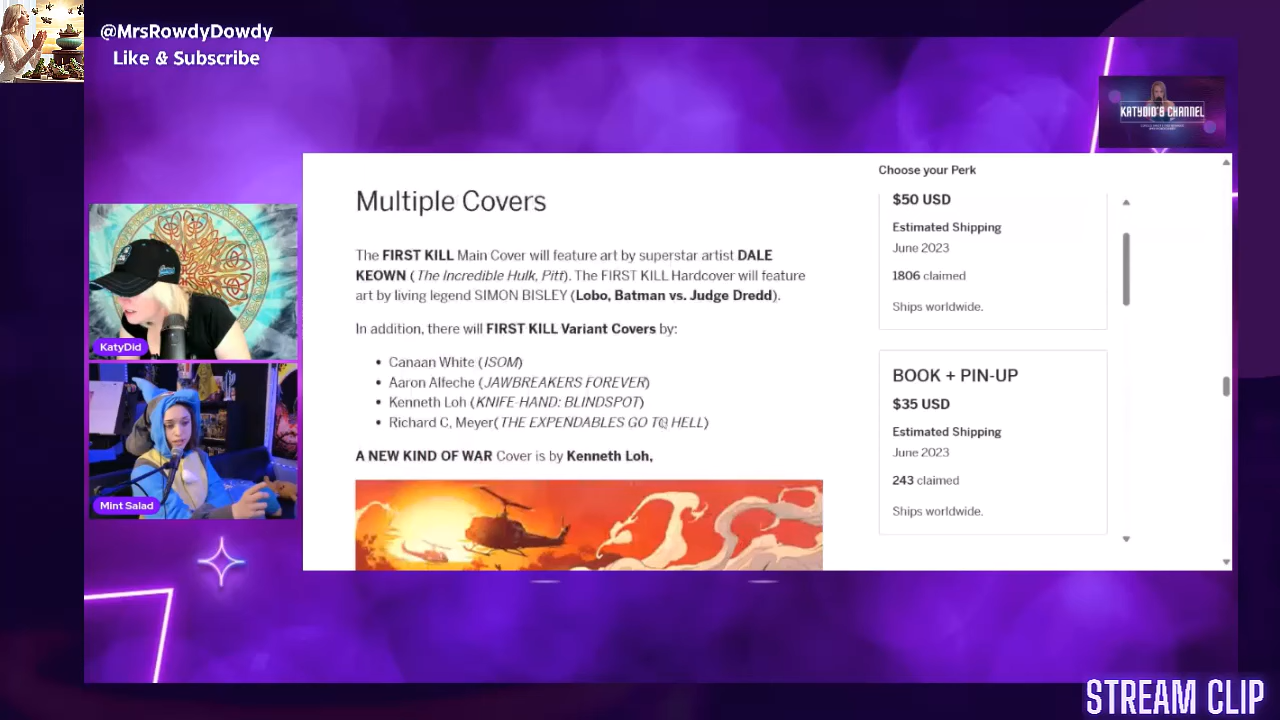 @MrsRowdyDowdy
Like & Subscribe
KATYDID'S CHANNEL
Choose your Perk
Multiple Covers
The FIRST KILL Main Cover will feature art by superstar artist DALE
KEOWN ( The Incredible Hulk, Pitt). The FIRST KILL Hardcover will feature
art by living legend SIMON BISLEY (Lobo, Batman vs. Judge Dredd).
In addition, there will FIRST KILL Variant Covers by:
• Canaan White (ISOM)
• Aaron Alfeche (JAWBREAKERS FOREVER)
• Kenneth Loh (KNIFE-HAND: BLINDSPOT)
• Richard C, Meyer(THE EXPENDABLES GO TO HELL)
A NEW KIND OF WAR Cover is by Kenneth Loh,
$50 USD
Estimated Shipping
June 2023
1806 claimed
Ships worldwide.
BOOK + PIN-UP
$35 USD
Estimated Shipping
June 2023
243 claimed
Ships worldwide.
KatyDid
Mint Salad
STREAM CLIP